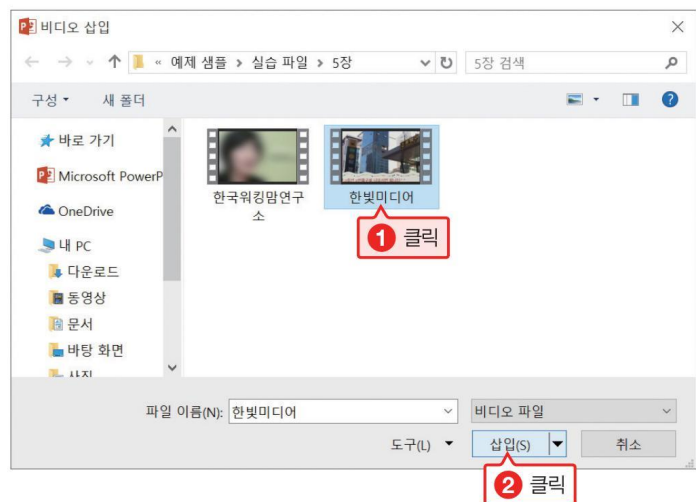 비디오 삽입
« 예제 샘플 > 실습 파일 > 5장
5장 검색
구성
새 폴더
바로 가기
Microsoft PowerP
OneDrive
내 PC
다운로드
동영상
문서
바탕 화면
사진
한국워킹맘연구
소
한빛미디어
1 클릭
파일 이름(N): 한빛미디어
비디오 파일
도구(L)
삽입(S)
취소
2 클릭